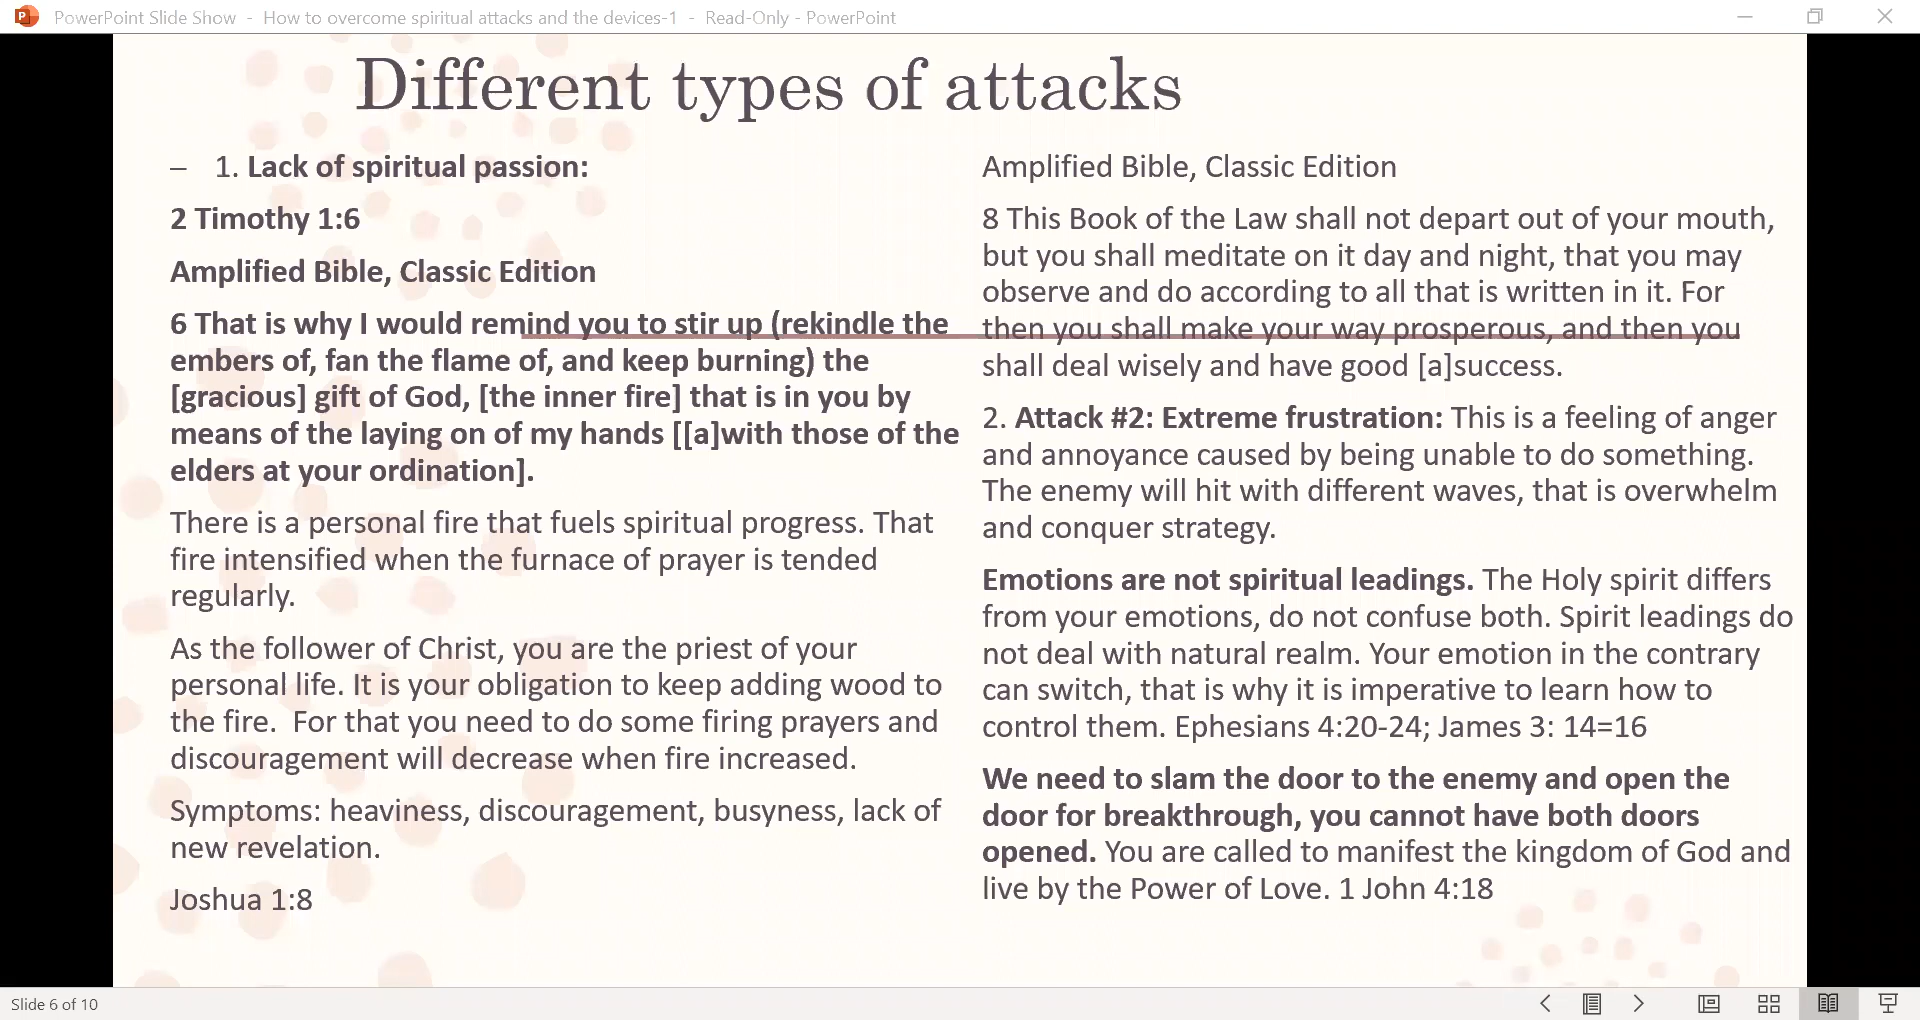 PowerPoint Slide Show - How to overcome spiritual attacks and the devices-1 - Read-Only - PowerPoint
Different types of attacks
– 1. Lack of spiritual passion:
2 Timothy 1:6
Amplified Bible, Classic Edition
6 That is why I would remind you to stir up (rekindle the
embers of, fan the flame of, and keep burning) the
[gracious] gift of God, [the inner fire] that is in you by
means of the laying on of my hands [[a]with those of the
elders at your ordination].
There is a personal fire that fuels spiritual progress. That
fire intensified when the furnace of prayer is tended
regularly.
As the follower of Christ, you are the priest of your
personal life. It is your obligation to keep adding wood to
the fire.  For that you need to do some firing prayers and
discouragement will decrease when fire increased.
Symptoms: heaviness, discouragement, busyness, lack of
new revelation.
Joshua 1:8
Amplified Bible, Classic Edition
8 This Book of the Law shall not depart out of your mouth,
but you shall meditate on it day and night, that you may
observe and do according to all that is written in it. For
then you shall make your way prosperous, and then you
shall deal wisely and have good [a]success.
2. Attack #2: Extreme frustration: This is a feeling of anger
and annoyance caused by being unable to do something.
The enemy will hit with different waves, that is overwhelm
and conquer strategy.
Emotions are not spiritual leadings. The Holy spirit differs
from your emotions, do not confuse both. Spirit leadings do
not deal with natural realm. Your emotion in the contrary
can switch, that is why it is imperative to learn how to
control them. Ephesians 4:20-24; James 3: 14=16
We need to slam the door to the enemy and open the
door for breakthrough, you cannot have both doors
opened. You are called to manifest the kingdom of God and
live by the Power of Love. 1 John 4:18
Slide 6 of 10